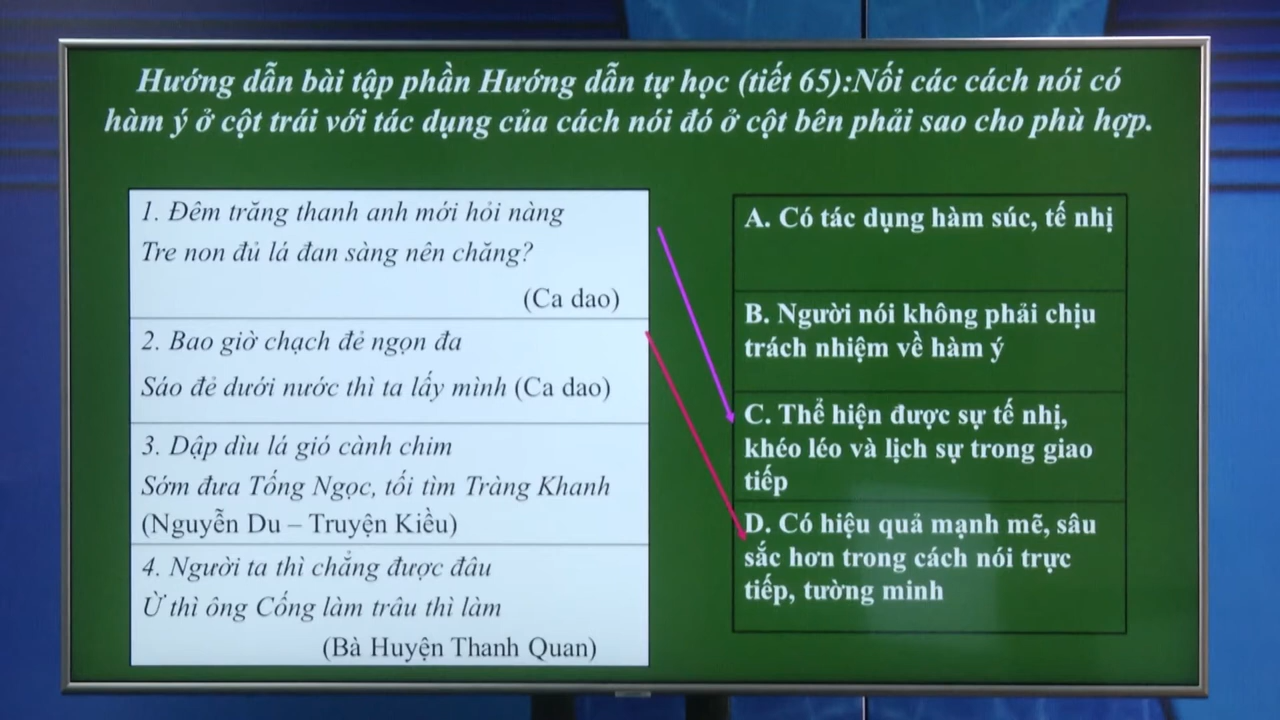 Hướng dẫn bài tập phần Hướng dẫn tự học (tiết 65):Nối các cách nói có
hàm ý ở cột trái với tác dụng của cách nói đó ở cột bên phải sao cho phù hợp.
1. Đêm trăng thanh anh mới hỏi nàng
Tre non đủ lá đan sàng nên chăng?
(Ca dao)
2. Bao giờ chạch đẻ ngọn đa
Sáo đẻ dưới nước thì ta lấy mình (Ca dao)
3. Dập dìu lá gió cành chim
Sớm đưa Tống Ngọc, tối tìm Tràng Khanh
(Nguyễn Du – Truyện Kiều)
4. Người ta thì chẳng được đâu
Ừ thì ông Cống làm trâu thì làm
(Bà Huyện Thanh Quan)
A. Có tác dụng hàm súc, tế nhị
B. Người nói không phải chịu
trách nhiệm về hàm ý
C. Thể hiện được sự tế nhị,
khéo léo và lịch sự trong giao
tiếp
D. Có hiệu quả mạnh mẽ, sâu
sắc hơn trong cách nói trực
tiếp, tường minh